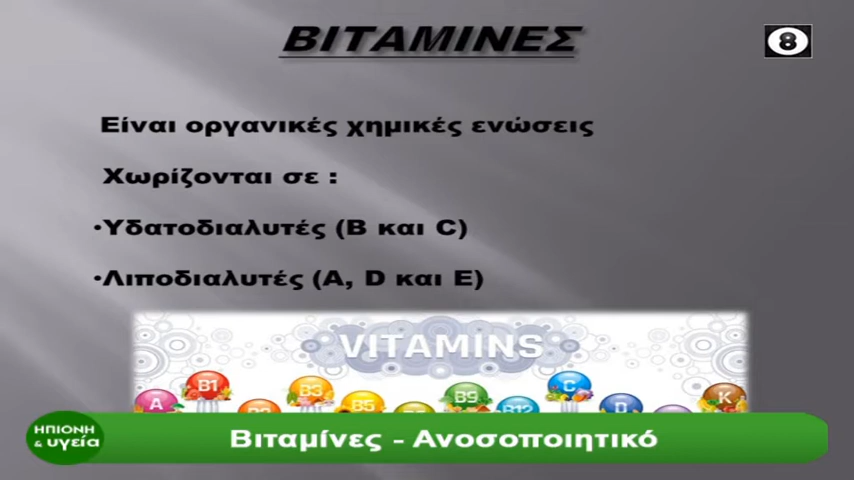 ΒΙΤΑΜΙΝΕΣ
8
Είναι οργανικές χημικές ενώσεις
Χωρίζονται σε :
•Υδατοδιαλυτές (Β και C)
•Λιποδιαλυτές (Α, D και Ε)
VITAMINS
A B1 B3 B5 B9 B12 C D K
ΗΠΙΟΝΗ
& υγεία
Βιταμίνες - Ανοσοποιητικό